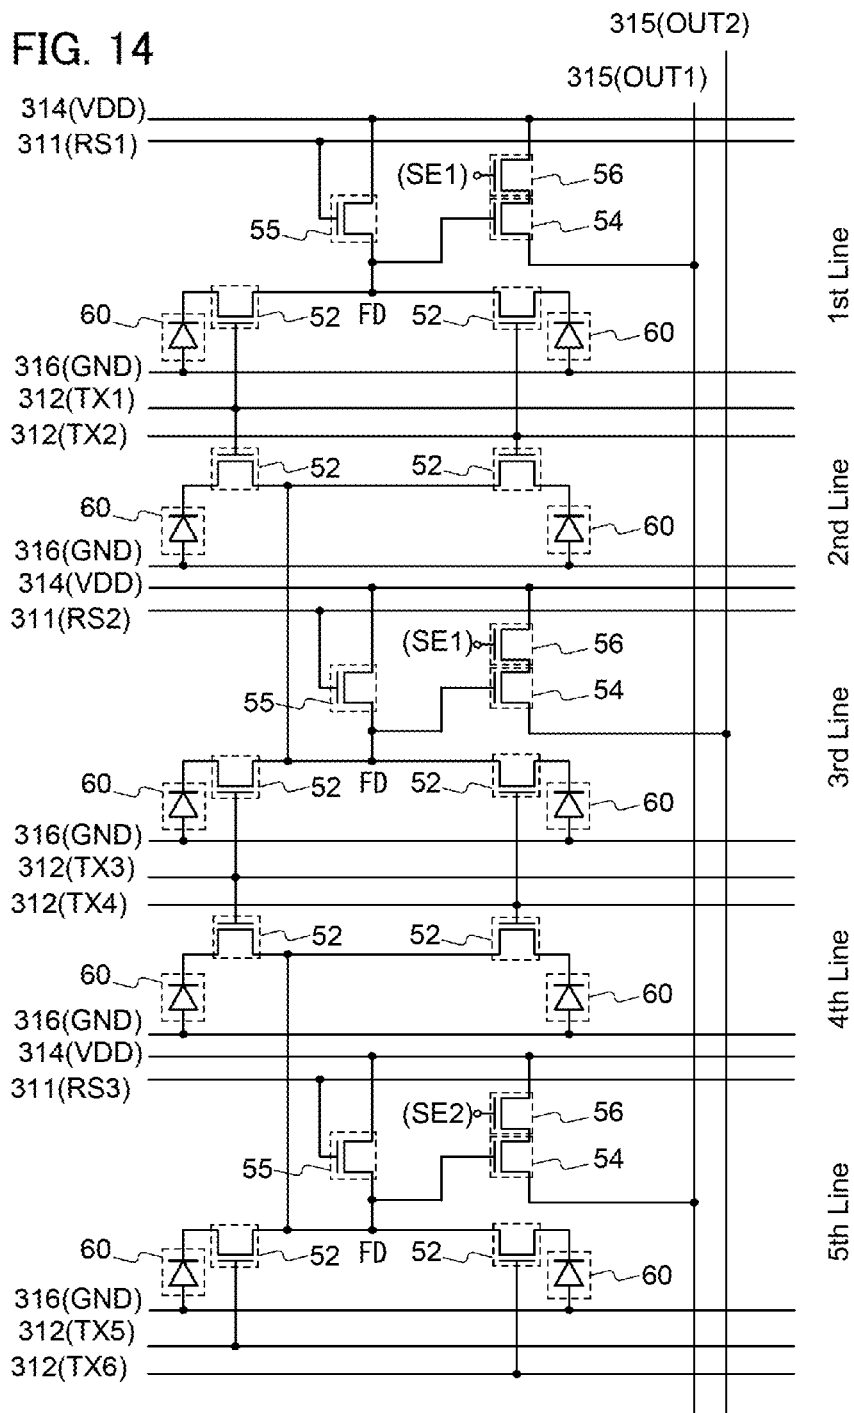 FIG. 14
315(OUT2)
315(OUT1)
314(VDD)
311(RS1)
(SE1)
56
55
54
1st Line
60
52
FD
52
60
316(GND)
312(TX1)
312(TX2)
52
52
60
60
2nd Line
316(GND)
314(VDD)
311(RS2)
(SE1)
56
55
54
3rd Line
60
52
FD
52
60
316(GND)
312(TX3)
312(TX4)
52
52
60
60
4th Line
316(GND)
314(VDD)
311(RS3)
(SE2)
56
55
54
5th Line
60
52
FD
52
60
316(GND)
312(TX5)
312(TX6)